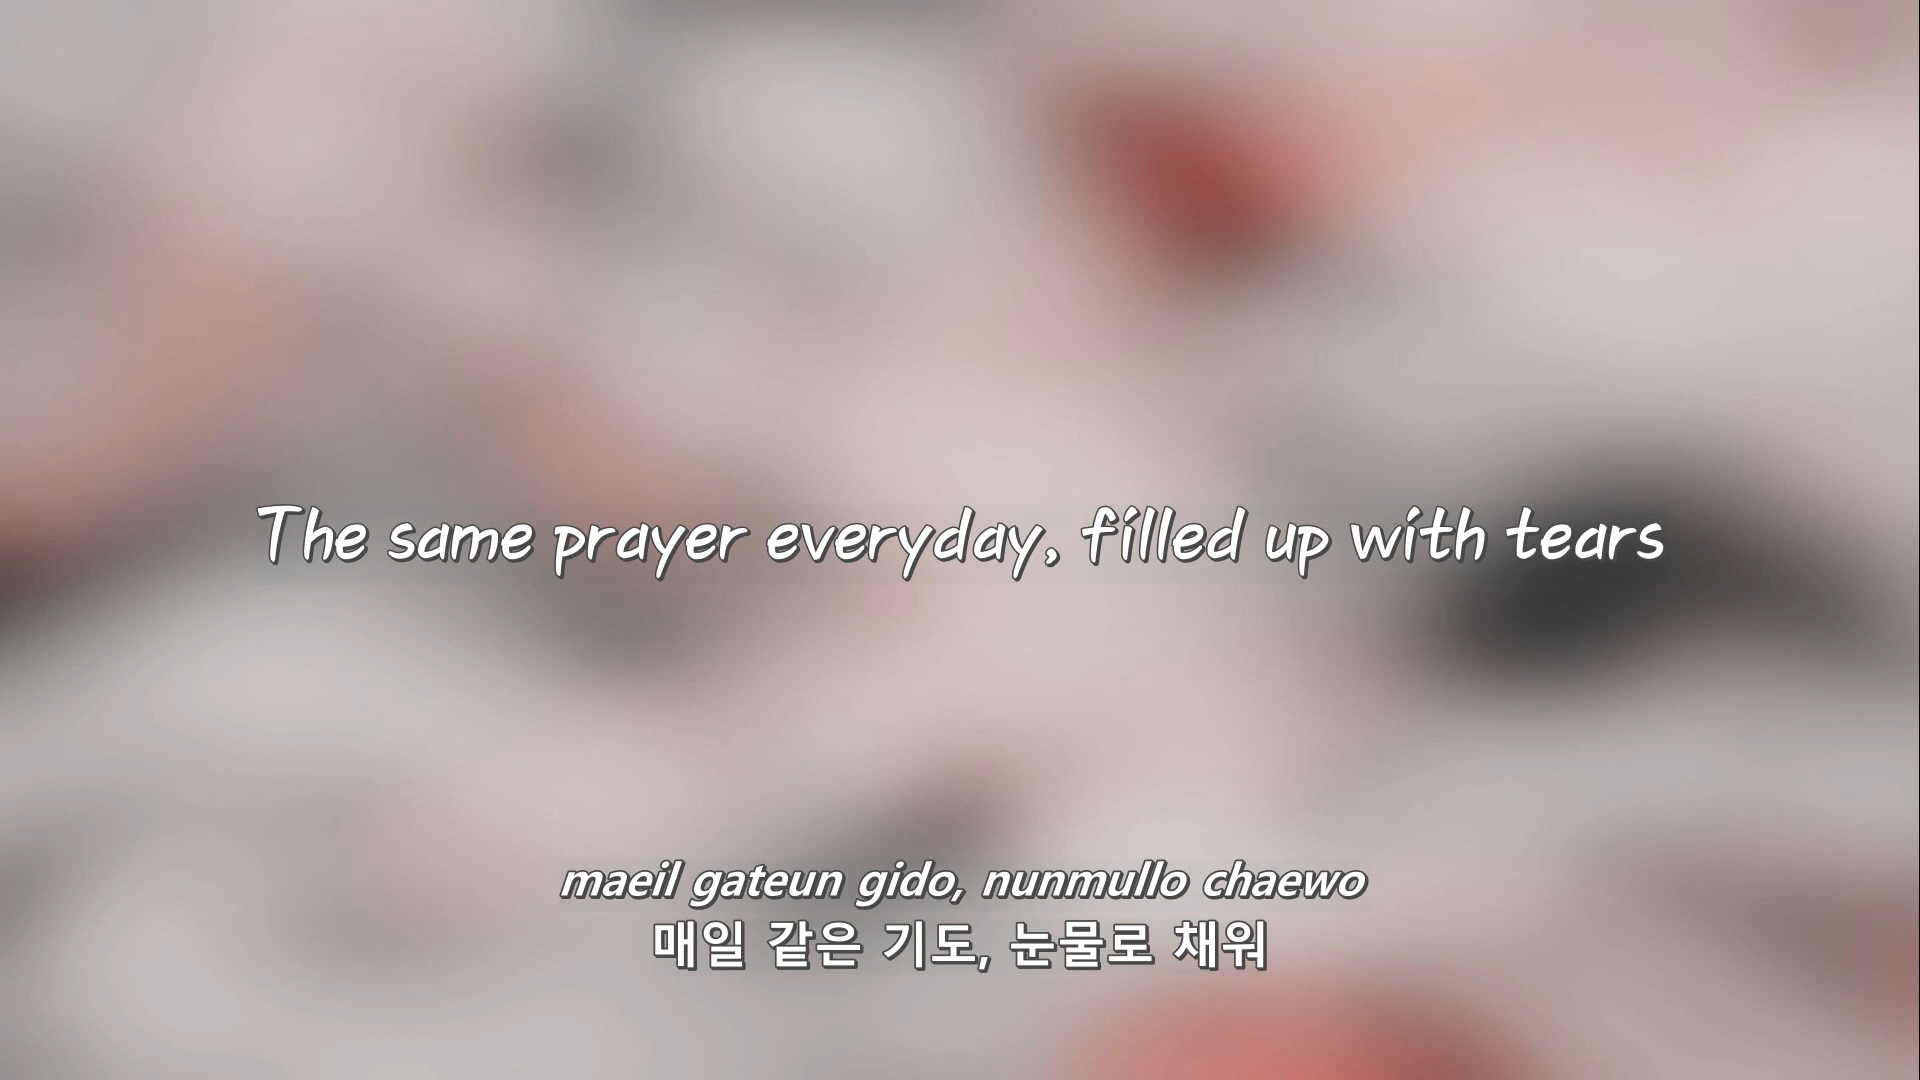 The same prayer everyday, filled up with tears
maeil gateun gido, nunmullo chaewo
매일 같은 기도, 눈물로 채워